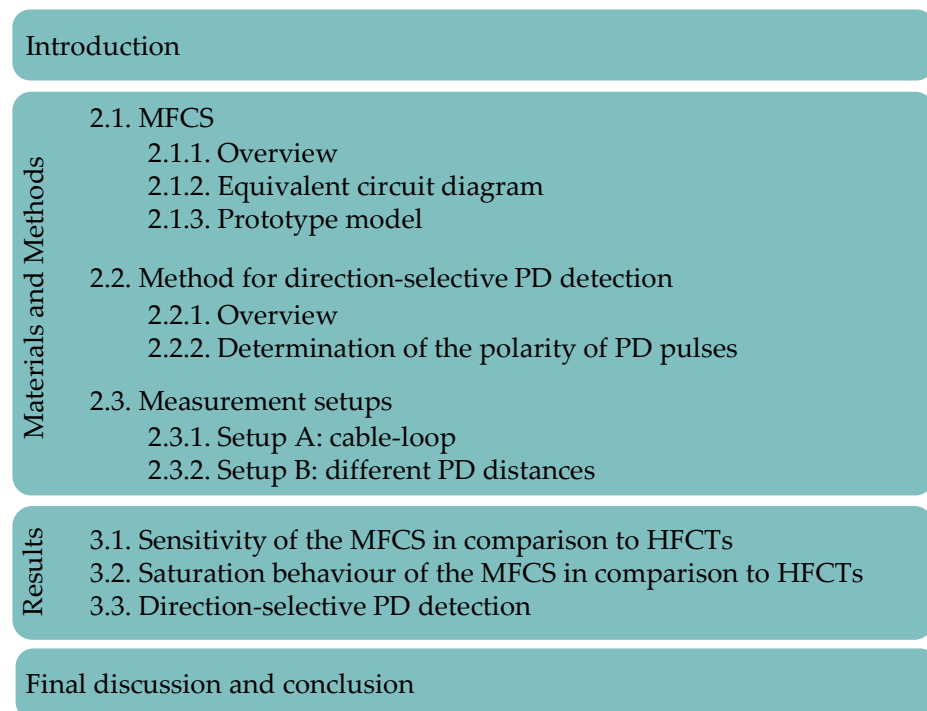 Introduction
Materials and Methods
2.1. MFCS
2.1.1. Overview
2.1.2. Equivalent circuit diagram
2.1.3. Prototype model
2.2. Method for direction-selective PD detection
2.2.1. Overview
2.2.2. Determination of the polarity of PD pulses
2.3. Measurement setups
2.3.1. Setup A: cable-loop
2.3.2. Setup B: different PD distances
Results
3.1. Sensitivity of the MFCS in comparison to HFCTs
3.2. Saturation behaviour of the MFCS in comparison to HFCTs
3.3. Direction-selective PD detection
Final discussion and conclusion